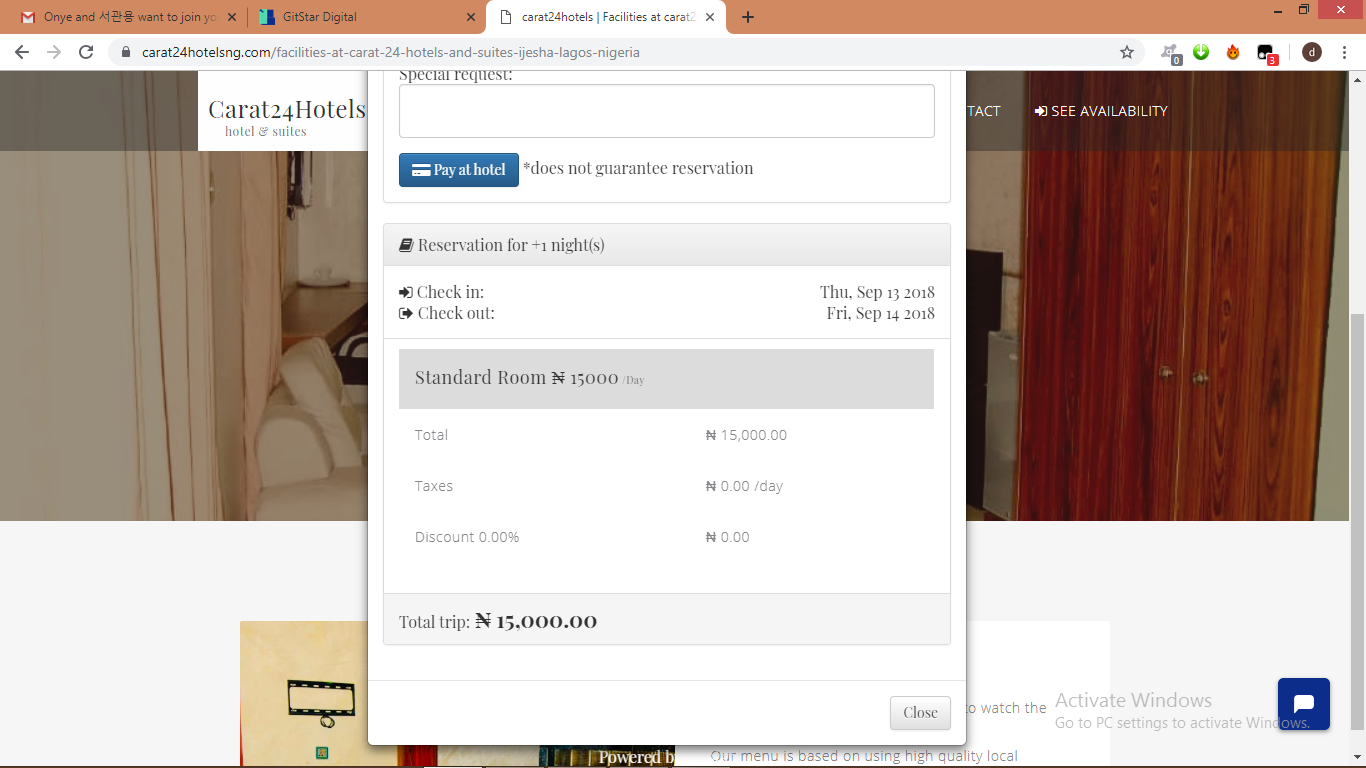 Onye and 서관용 want to join yo
GitStar Digital
carat24hotels | Facilities at carat2
carat24hotelsng.com/facilities-at-carat-24-hotels-and-suites-ijesha-lagos-nigeria
0
3
d
Special request:
Carat24Hotels
hotel & suites
TACT
SEE AVAILABILITY
Pay at hotel *does not guarantee reservation
Reservation for +1 night(s)
Check in: Thu, Sep 13 2018
Check out: Fri, Sep 14 2018
Standard Room ₦ 15000 /Day
Total ₦ 15,000.00
Taxes ₦ 0.00 /day
Discount 0.00% ₦ 0.00
Total trip: ₦ 15,000.00
Close
to watch the
Activate Windows
Go to PC settings to activate Windows.
Our menu is based on using high quality local
| Powered b